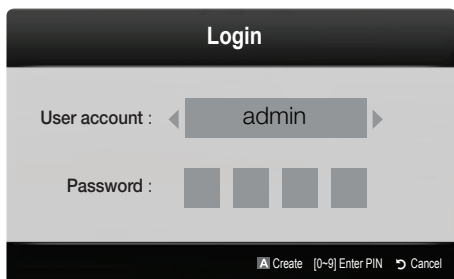 Login
User account : admin
Password :
A Create [0~9] Enter PIN Cancel